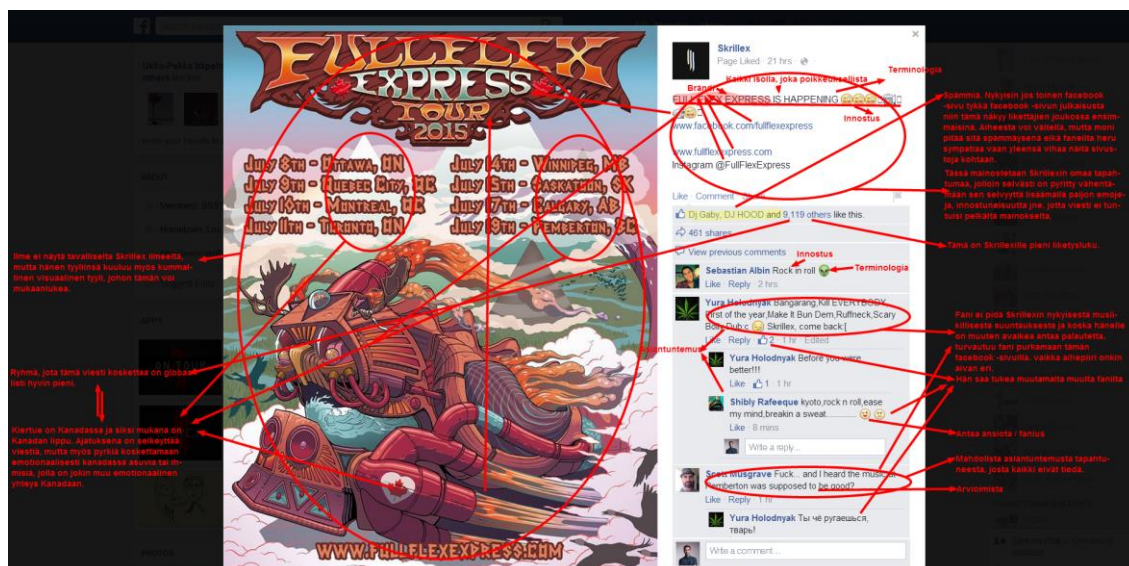 FULLFLEX
EXPRESS
TOUR
2015
JULY 8TH - OTTAWA, ON
JULY 9TH - QUEBEC CITY, QC
JULY 10TH - MONTREAL, QC
JULY 11TH - TORONTO, ON
JULY 14TH - WINNIPEG, MB
JULY 15TH - SASKATOON, SK
JULY 17TH - CALGARY, AB
JULY 19TH - PEMBERTON, BC
WWW.FULLFLEXEXPRESS.COM
Ilme ei näytä tavalliselta Skrillex ilmeeltä,
mutta hänen tyyliinsä kuuluu myös kummal-
linen visuaalinen tyyli, johon tämän voi
mukaanlukea.
Ryhmä, jota tämä viesti koskettaa on globaa-
listi hyvin pieni.
Kiertue on Kanadassa ja siksi mukana on
Kanadan lippu. Ajatuksena on selkeyttää
viestiä, mutta myös pyrkiä koskettamaan
emotionaalisesti kanadassa asuvia tai ih-
misiä, jolla on jokin muu emotionaalinen
yhteys Kanadaan.
ABOUT
APPS
PHOTOS
Skrillex
Page Liked · 21 hrs
Kaikki isolla, joka poikkeuksellista
Terminologia
Brändi
FULLFLEX EXPRESS IS HAPPENING
Innostus
www.facebook.com/fullflexexpress
www.fullflexexpress.com
Instagram @FullFlexExpress
Like · Comment
Dj Gaby, DJ HOOD and 9,119 others like this.
461 shares
View previous comments
Innostus
Sebastian Albin Rock n roll
Terminologia
Like · Reply · 2 hrs
Yura Holodnyak Bangarang,Kill EVERYBODY,
First of the year,Make It Bun Dem,Ruffneck,Scary
Bolly Dub:c Skrillex, come back:[
Like · Reply · 2 · 1 hr · Edited
Asiantuntemus
Yura Holodnyak Before you were
better!!!
Like · 1 · 1 hr
Shibly Rafeeque kyoto,rock n roll,ease
my mind,breakin a sweat..............
Like · 8 mins
Write a reply...
Scott Musgrave Fuck... and I heard the music at
Pemberton was supposed to be good?
Like · Reply · 1 hr
Yura Holodnyak Ты чё ругаешься,
тварь!
Write a comment...
Spämmiä. Nykyisin jos toinen facebook
-sivu tykkää facebook -sivun julkaisusta
niin tämä näkyy likettäjien joukossa ensim-
mäisinä. Aiheesta voi väitellä, mutta moni
pitää sitä spämmäysenä eikä faneilta heru
sympatiaa vaan yleensä vihaa näitä sivus-
toja kohtaan.
Tässä mainostetaan Skrillexin omaa tapah-
tumaa, jolloin selvästi on pyritty vähentä-
mään sen selvyyttä lisäämällä paljon emoje-
ja, innostuneisuutta jne, jotta viesti ei tun-
tuisi pelkältä mainokselta.
Tämä on Skrillexille pieni liketysluku.
Fani ei pidä Skrillexin nykyisestä musii-
killisesta suuntauksesta ja koska hänelle
on muuten avaikea antaa palautetta,
turvautuu fani purkamaan tämän
facebook -sivuilla, vaikka aihepiiri onkin
aivan eri.
Hän saa tukea muutamalta muulta fanilta
Antaa ansiota / fanius
Mahdolista asiantuntemusta tapahtu-
neesta, josta kaikki eivät tiedä.
Arvioimista